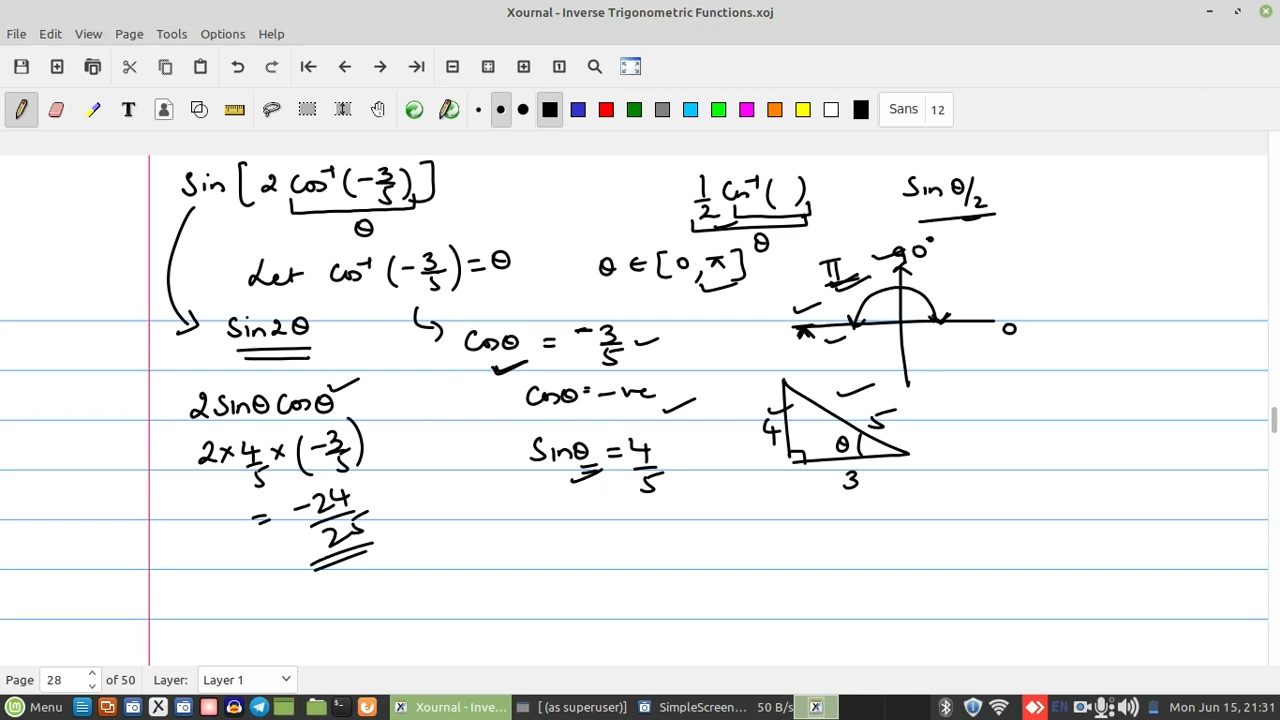 Xournal - Inverse Trigonometric Functions.xoj
File Edit View Page Tools Options Help
Sans 12
sin[2 cos⁻¹(-3/5)]
θ
Let cos⁻¹(-3/5) = θ
sin2θ
cosθ = -3/5
cosθ = -ve
2sinθcosθ
2 × 4/5 × (-3/5)
= -24/25
sinθ = 4/5
1/2 cos⁻¹( )
θ
θ ∈ [0, π]
sin θ/2
π
0
π
0
4
5
θ
3
Page 28 of 50 Layer: Layer 1
Menu Xournal - Inve... [(as superuser)] SimpleScreen... 50 B/s EN Mon Jun 15, 21:31